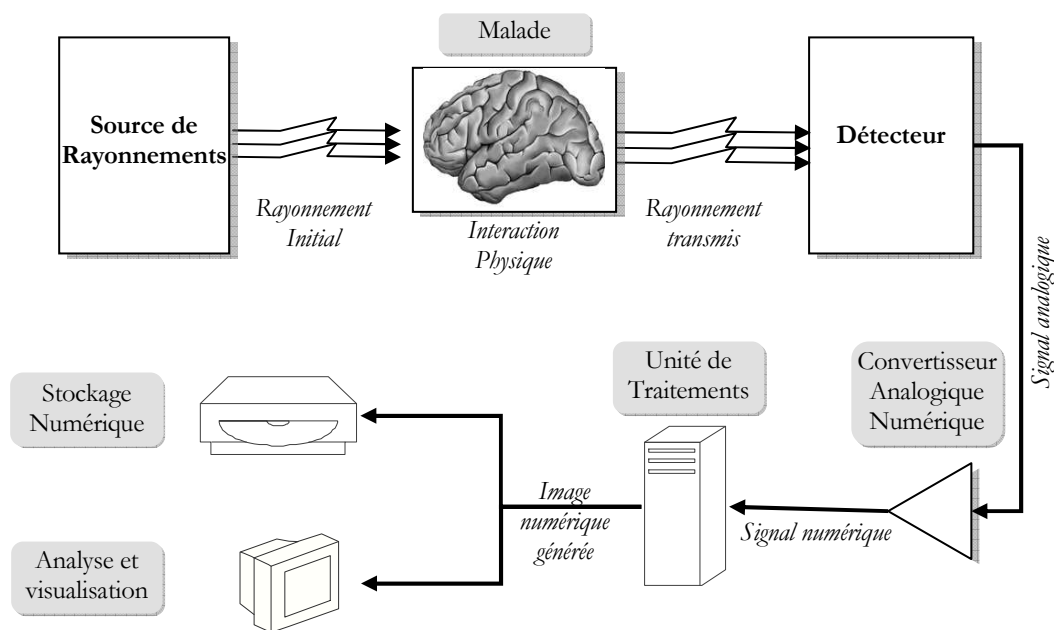 Malade
Source de
Rayonnements
Détecteur
Rayonnement
Initial
Interaction
Physique
Rayonnement
transmis
Signal analogique
Stockage
Numérique
Unité de
Traitements
Convertisseur
Analogique
Numérique
Image
numérique
générée
Signal numérique
Analyse et
visualisation